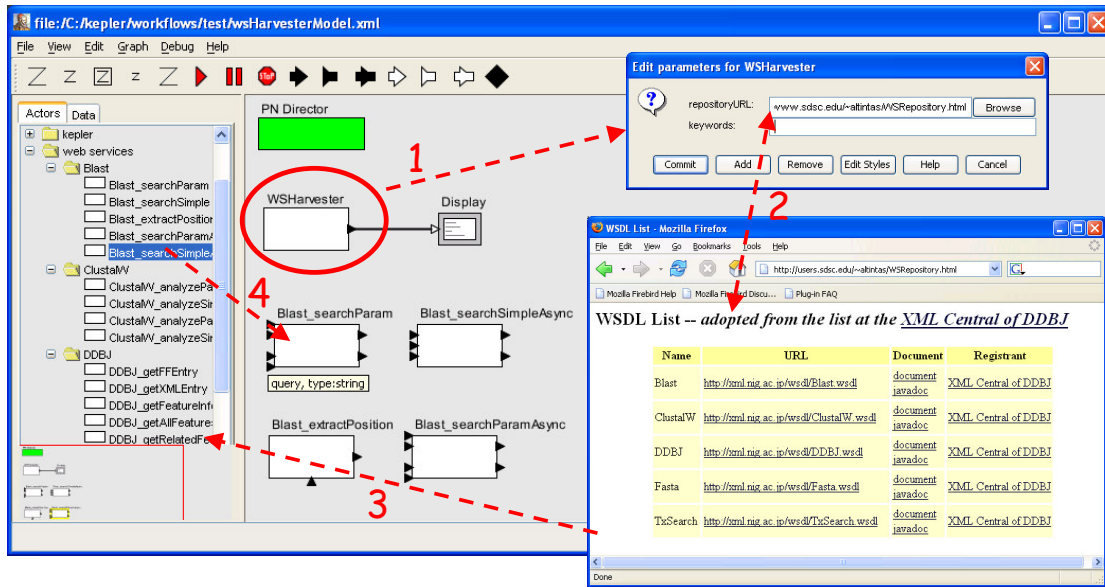 file:/C:/kepler/workflows/test/wsHarvesterModel.xml
File View Edit Graph Debug Help
Z Z Z z Z STOP
Actors Data
kepler
web services
Blast
Blast_searchParam
Blast_searchSimple
Blast_extractPosition
Blast_searchParamA
Blast_searchSimpleA
ClustalW
ClustalW_analyzePa
ClustalW_analyzeSir
ClustalW_analyzePa
ClustalW_analyzeSir
DDBJ
DDBJ_getFFEntry
DDBJ_getXMLEntry
DDBJ_getFeatureInfo
DDBJ_getAllFeatures
DDBJ_getRelatedFe
PN Director
WSHarvester
Display
Blast_searchParam
Blast_searchSimpleAsync
query, type:string
Blast_extractPosition
Blast_searchParamAsync
1
2
3
4
Edit parameters for WSHarvester
?
repositoryURL: www.sdsc.edu/~altintas/WSRepository.html Browse
keywords:
Commit Add Remove Edit Styles Help Cancel
WSDL List - Mozilla Firefox
File Edit View Go Bookmarks Tools Help
http://users.sdsc.edu/~altintas/WSRepository.html G
Mozilla Firebird Help Mozilla Firebird Discu... Plug-in FAQ
WSDL List -- adopted from the list at the XML Central of DDBJ
Name URL Document Registrant
Blast http://xml.nig.ac.jp/wsdl/Blast.wsdl document javadoc XML Central of DDBJ
ClustalW http://xml.nig.ac.jp/wsdl/ClustalW.wsdl document javadoc XML Central of DDBJ
DDBJ http://xml.nig.ac.jp/wsdl/DDBJ.wsdl document javadoc XML Central of DDBJ
Fasta http://xml.nig.ac.jp/wsdl/Fasta.wsdl document javadoc XML Central of DDBJ
TxSearch http://xml.nig.ac.jp/wsdl/TxSearch.wsdl document javadoc XML Central of DDBJ
Done